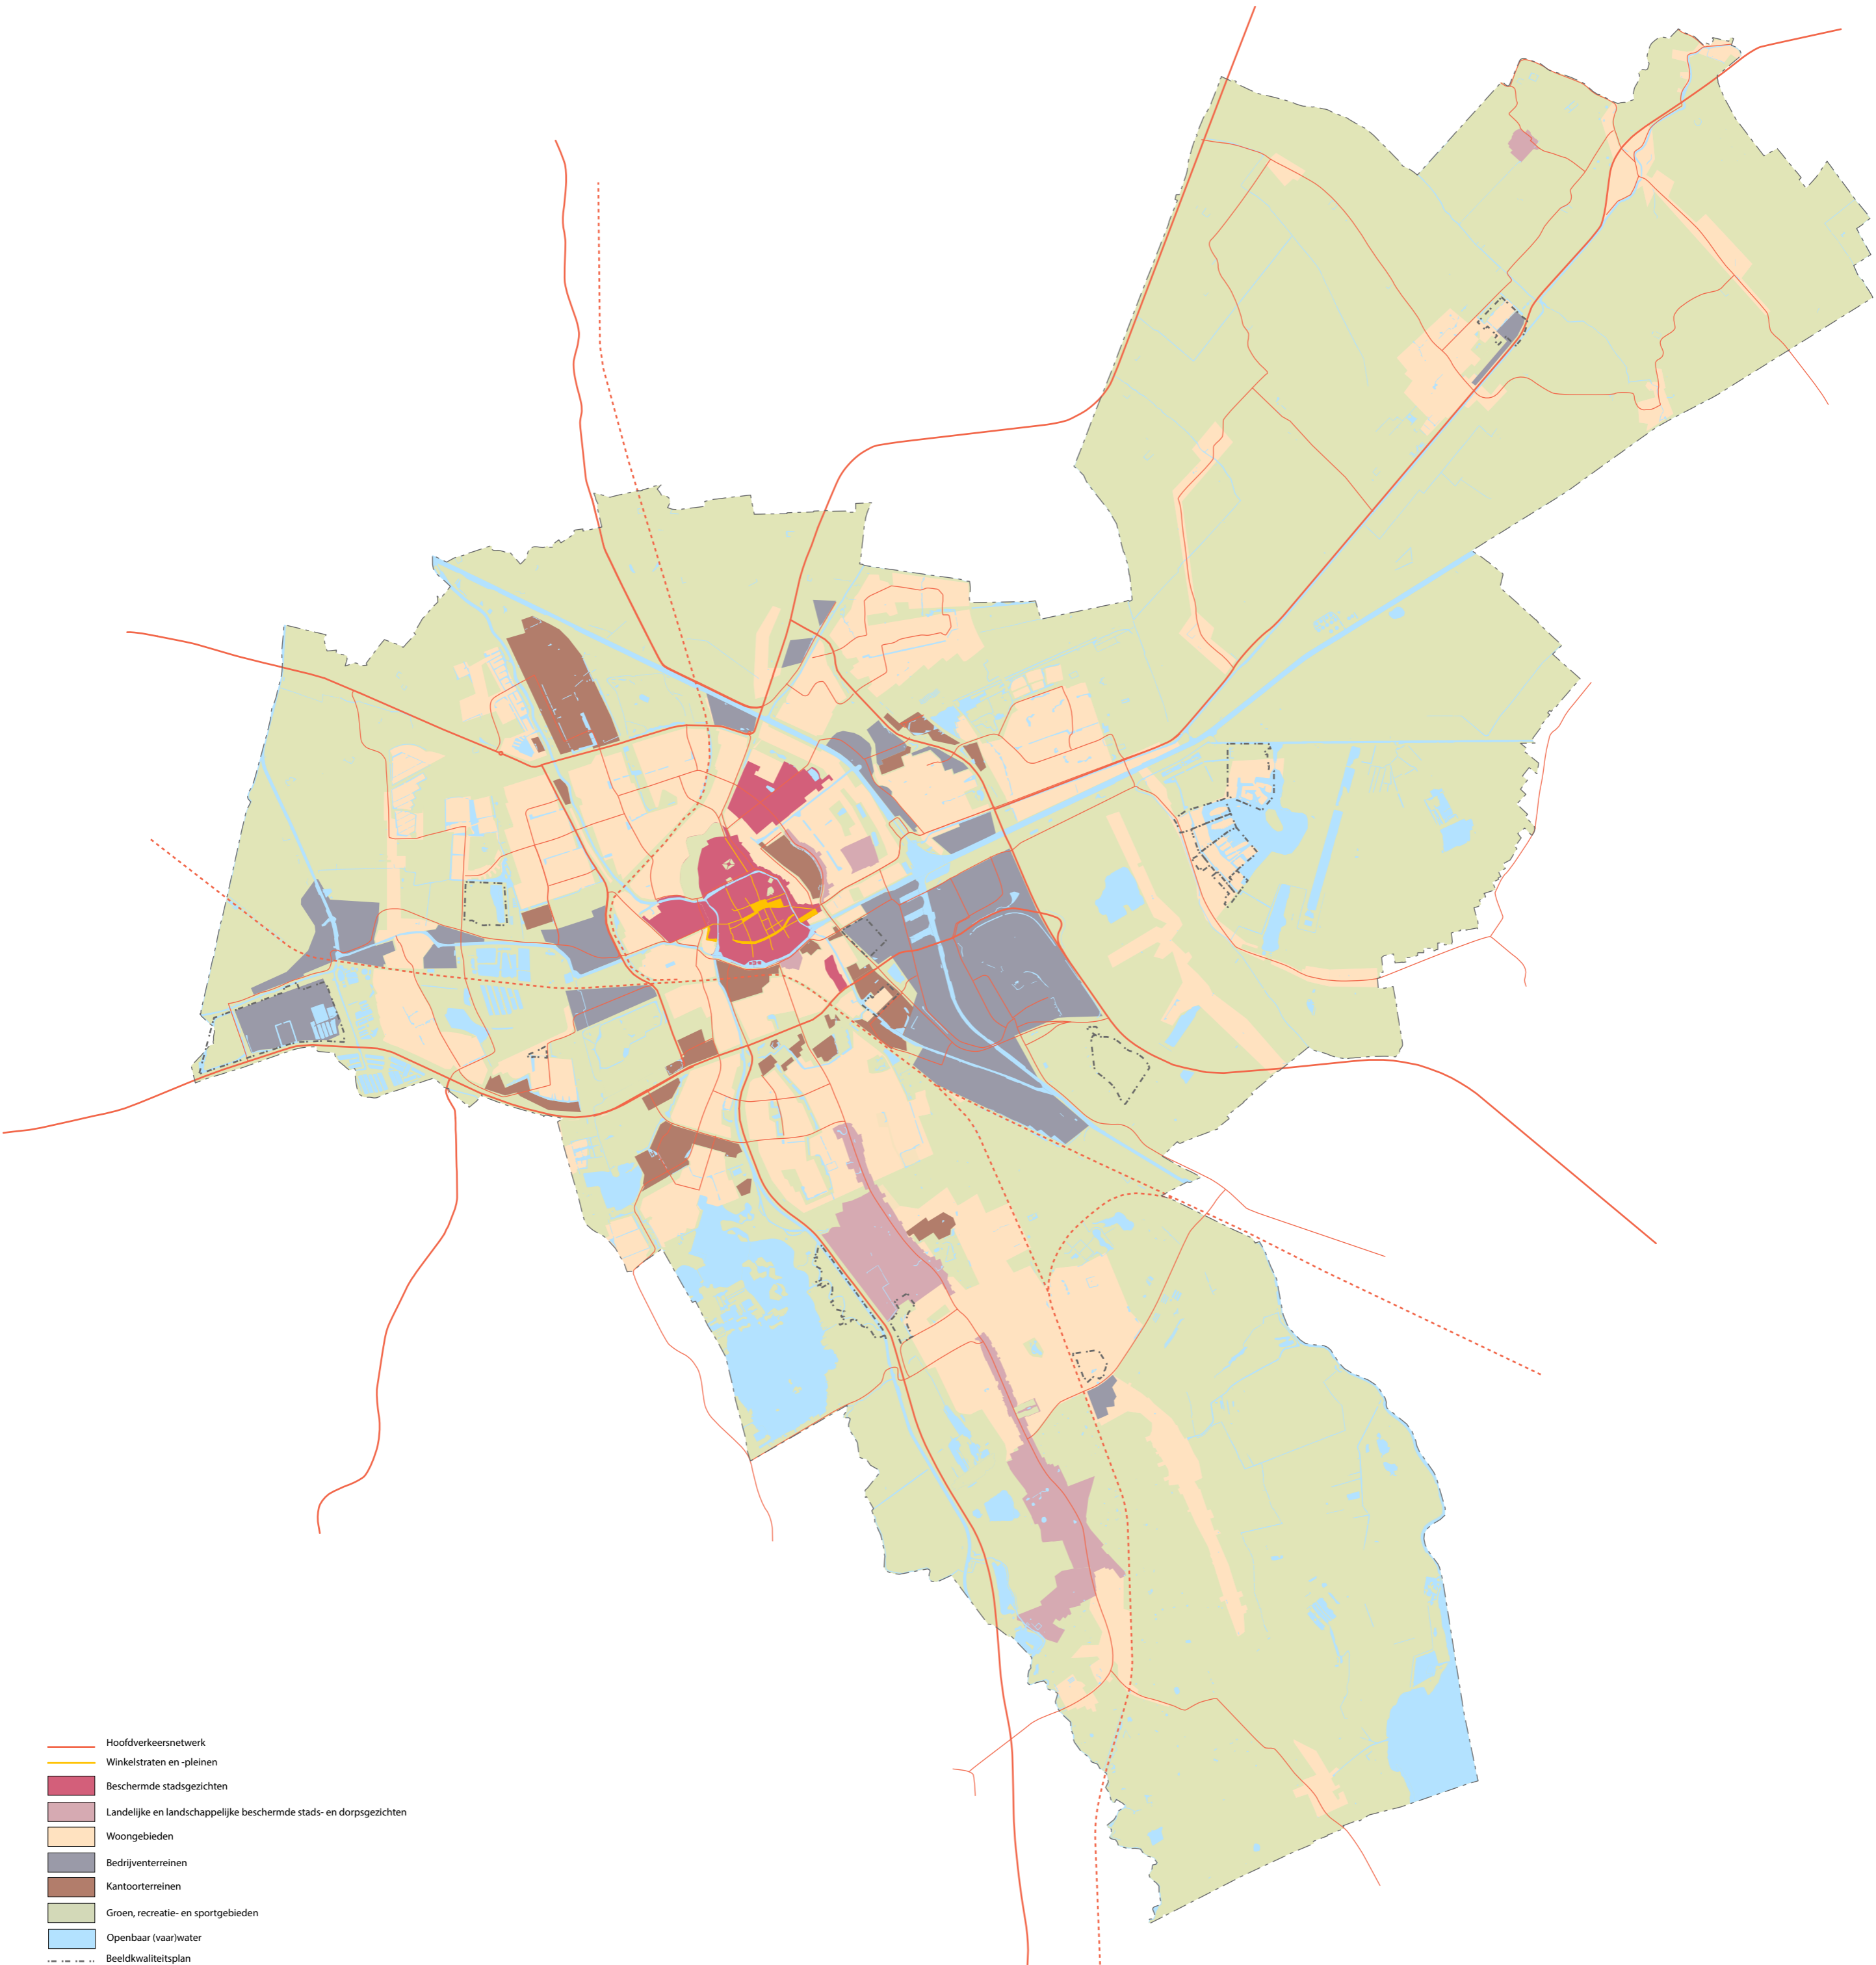 Hoofdverkeersnetwerk
Winkelstraten en -pleinen
Beschermde stadsgezichten
Landelijke en landschappelijke beschermde stads- en dorpsgezichten
Woongebieden
Bedrijventerreinen
Kantoorterreinen
Groen, recreatie- en sportgebieden
Openbaar (vaar)water
Beeldkwaliteitsplan